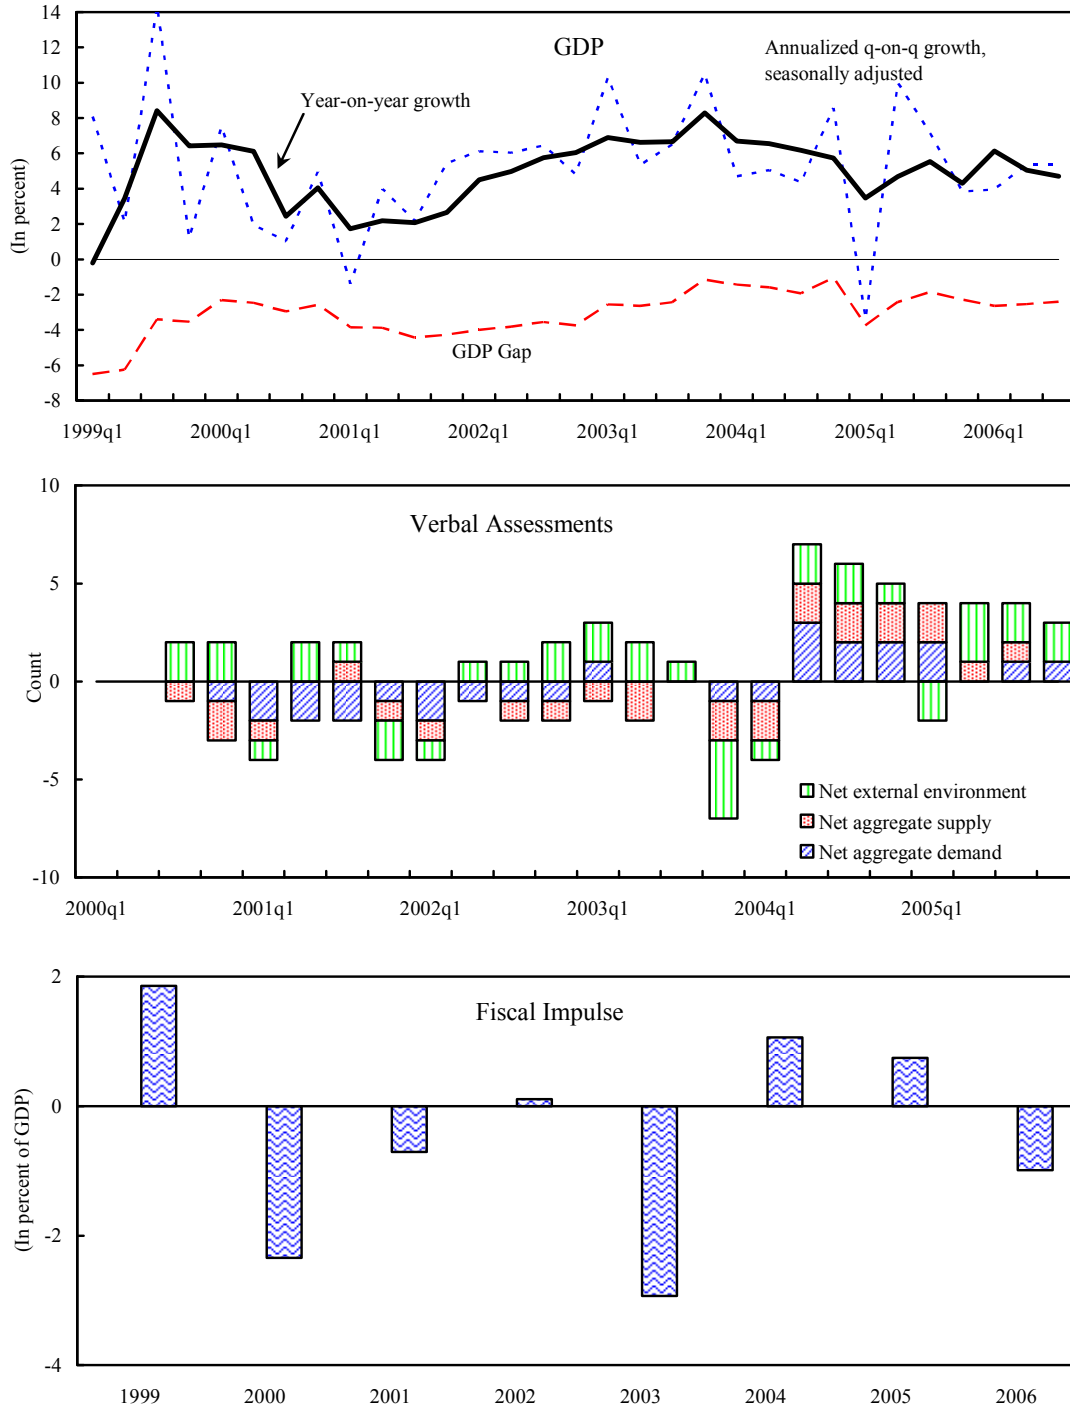 14
12
10
8
6
4
2
0
-2
-4
-6
-8
(In percent)
GDP
Annualized q-on-q growth,
seasonally adjusted
Year-on-year growth
GDP Gap
1999q1
2000q1
2001q1
2002q1
2003q1
2004q1
2005q1
2006q1
10
5
0
-5
-10
Count
Verbal Assessments
Net external environment
Net aggregate supply
Net aggregate demand
2000q1
2001q1
2002q1
2003q1
2004q1
2005q1
2
0
-2
-4
(In percent of GDP)
Fiscal Impulse
1999
2000
2001
2002
2003
2004
2005
2006